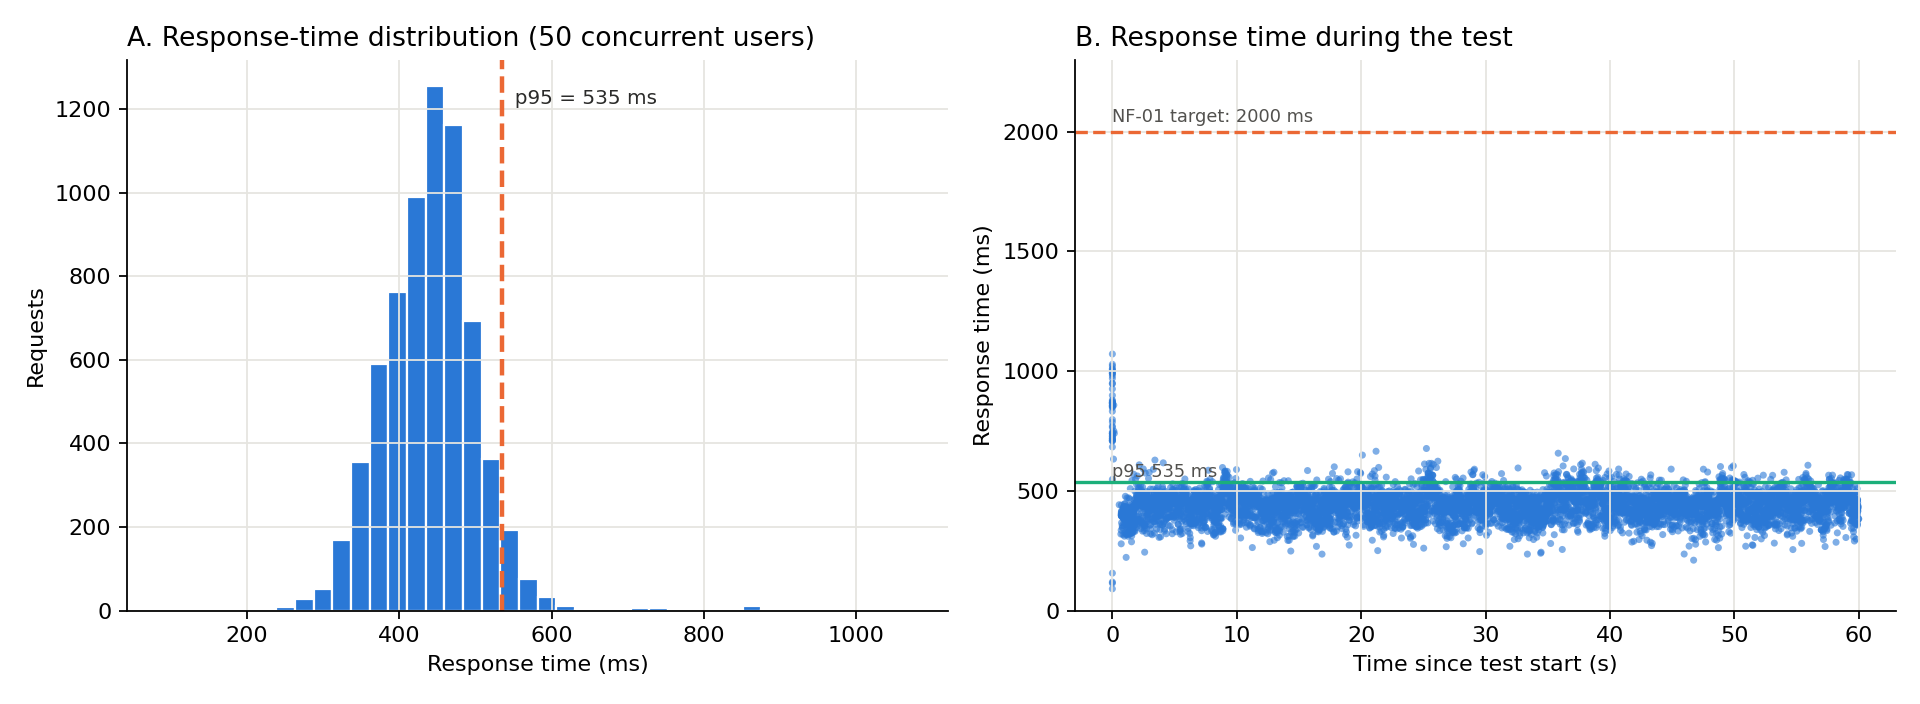 A. Response-time distribution (50 concurrent users)
p95 = 535 ms
Requests
1200
1000
800
600
400
200
0
200
400
600
800
1000
Response time (ms)
B. Response time during the test
NF-01 target: 2000 ms
p95 535 ms
Response time (ms)
2000
1500
1000
500
0
0
10
20
30
40
50
60
Time since test start (s)